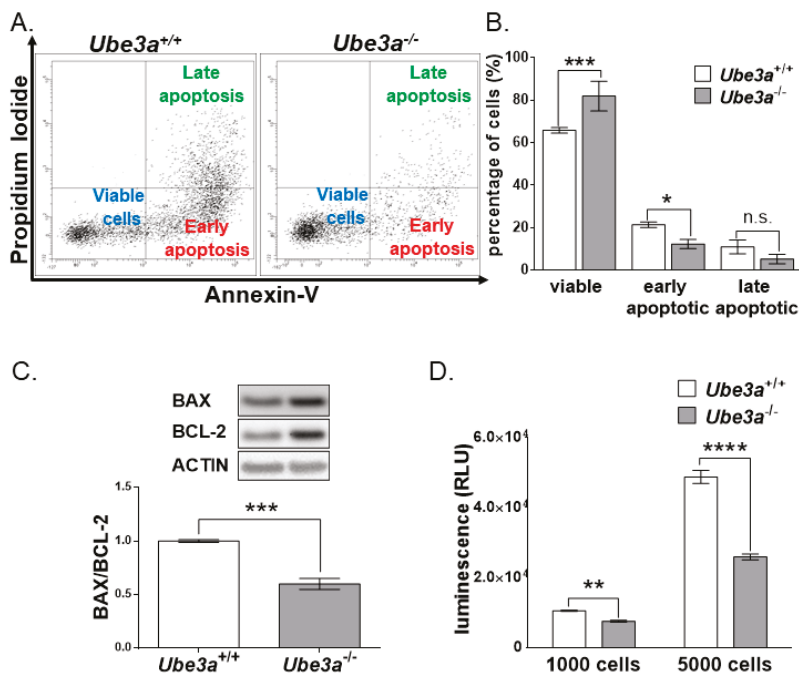 A.
Ube3a+/+
Ube3a-/-
Propidium Iodide
Late
apoptosis
Viable
cells
Early
apoptosis
Late
apoptosis
Viable
cells
Early
apoptosis
Annexin-V
B.
percentage of cells (%)
100
80
60
40
20
0
***
*
n.s.
Ube3a+/+
Ube3a-/-
viable
early
apoptotic
late
apoptotic
C.
BAX
BCL-2
ACTIN
BAX/BCL-2
1.5
1.0
0.5
0.0
***
Ube3a+/+
Ube3a-/-
D.
Ube3a+/+
Ube3a-/-
luminescence (RLU)
6.0×10⁴
4.0×10⁴
2.0×10⁴
0.0
**
****
1000 cells
5000 cells